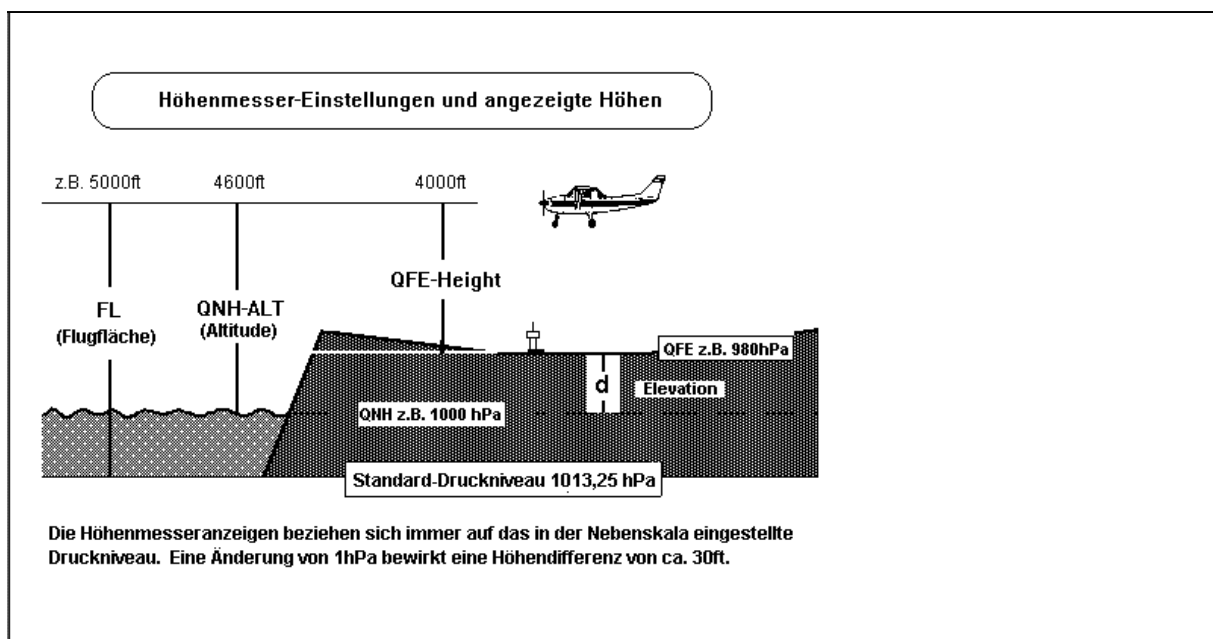 Höhenmesser-Einstellungen und angezeigte Höhen
z.B. 5000ft
4600ft
4000ft
QFE-Height
FL
(Flugfläche)
QNH-ALT
(Altitude)
QFE z.B. 980hPa
d
Elevation
QNH z.B. 1000 hPa
Standard-Druckniveau 1013,25 hPa
Die Höhenmesseranzeigen beziehen sich immer auf das in der Nebenskala eingestellte
Druckniveau. Eine Änderung von 1hPa bewirkt eine Höhendifferenz von ca. 30ft.